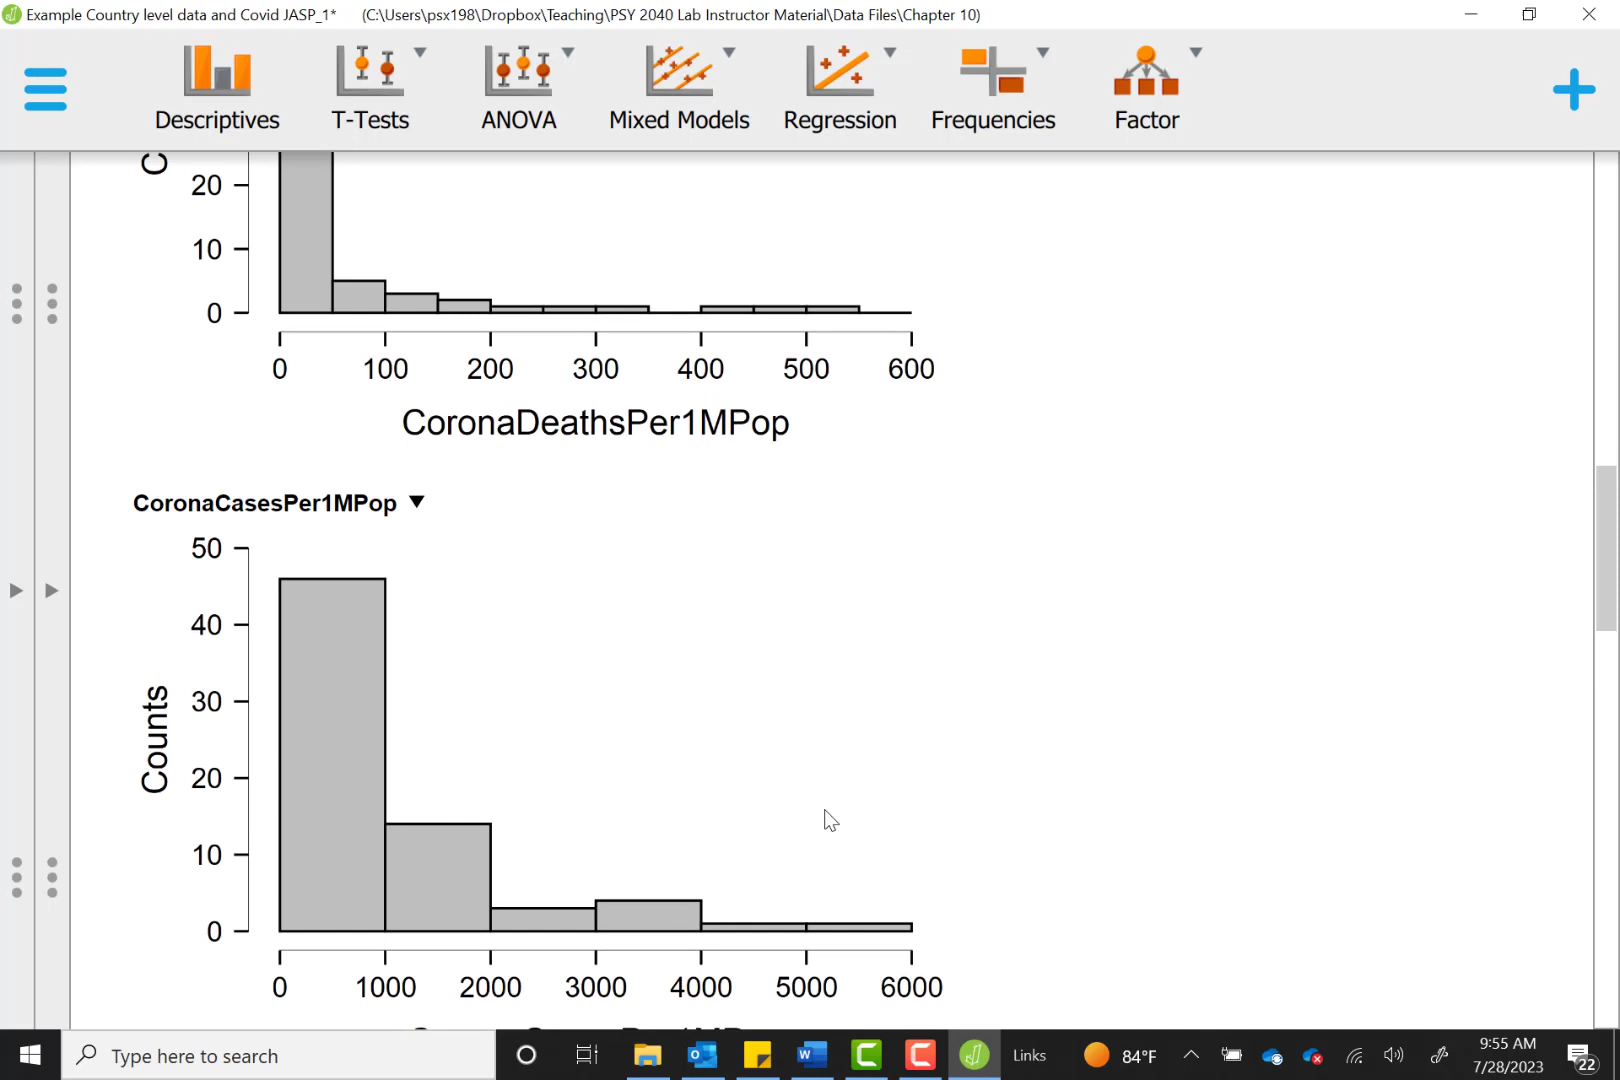 Example Country level data and Covid JASP_1* (C:\Users\psx198\Dropbox\Teaching\PSY 2040 Lab Instructor Material\Data Files\Chapter 10)
Descriptives T-Tests ANOVA Mixed Models Regression Frequencies Factor
20
10
0
0 100 200 300 400 500 600
CoronaDeathsPer1MPop
CoronaCasesPer1MPop
50
40
30
20
10
0
Counts
0 1000 2000 3000 4000 5000 6000
Type here to search
Links
84°F
9:55 AM
7/28/2023
22